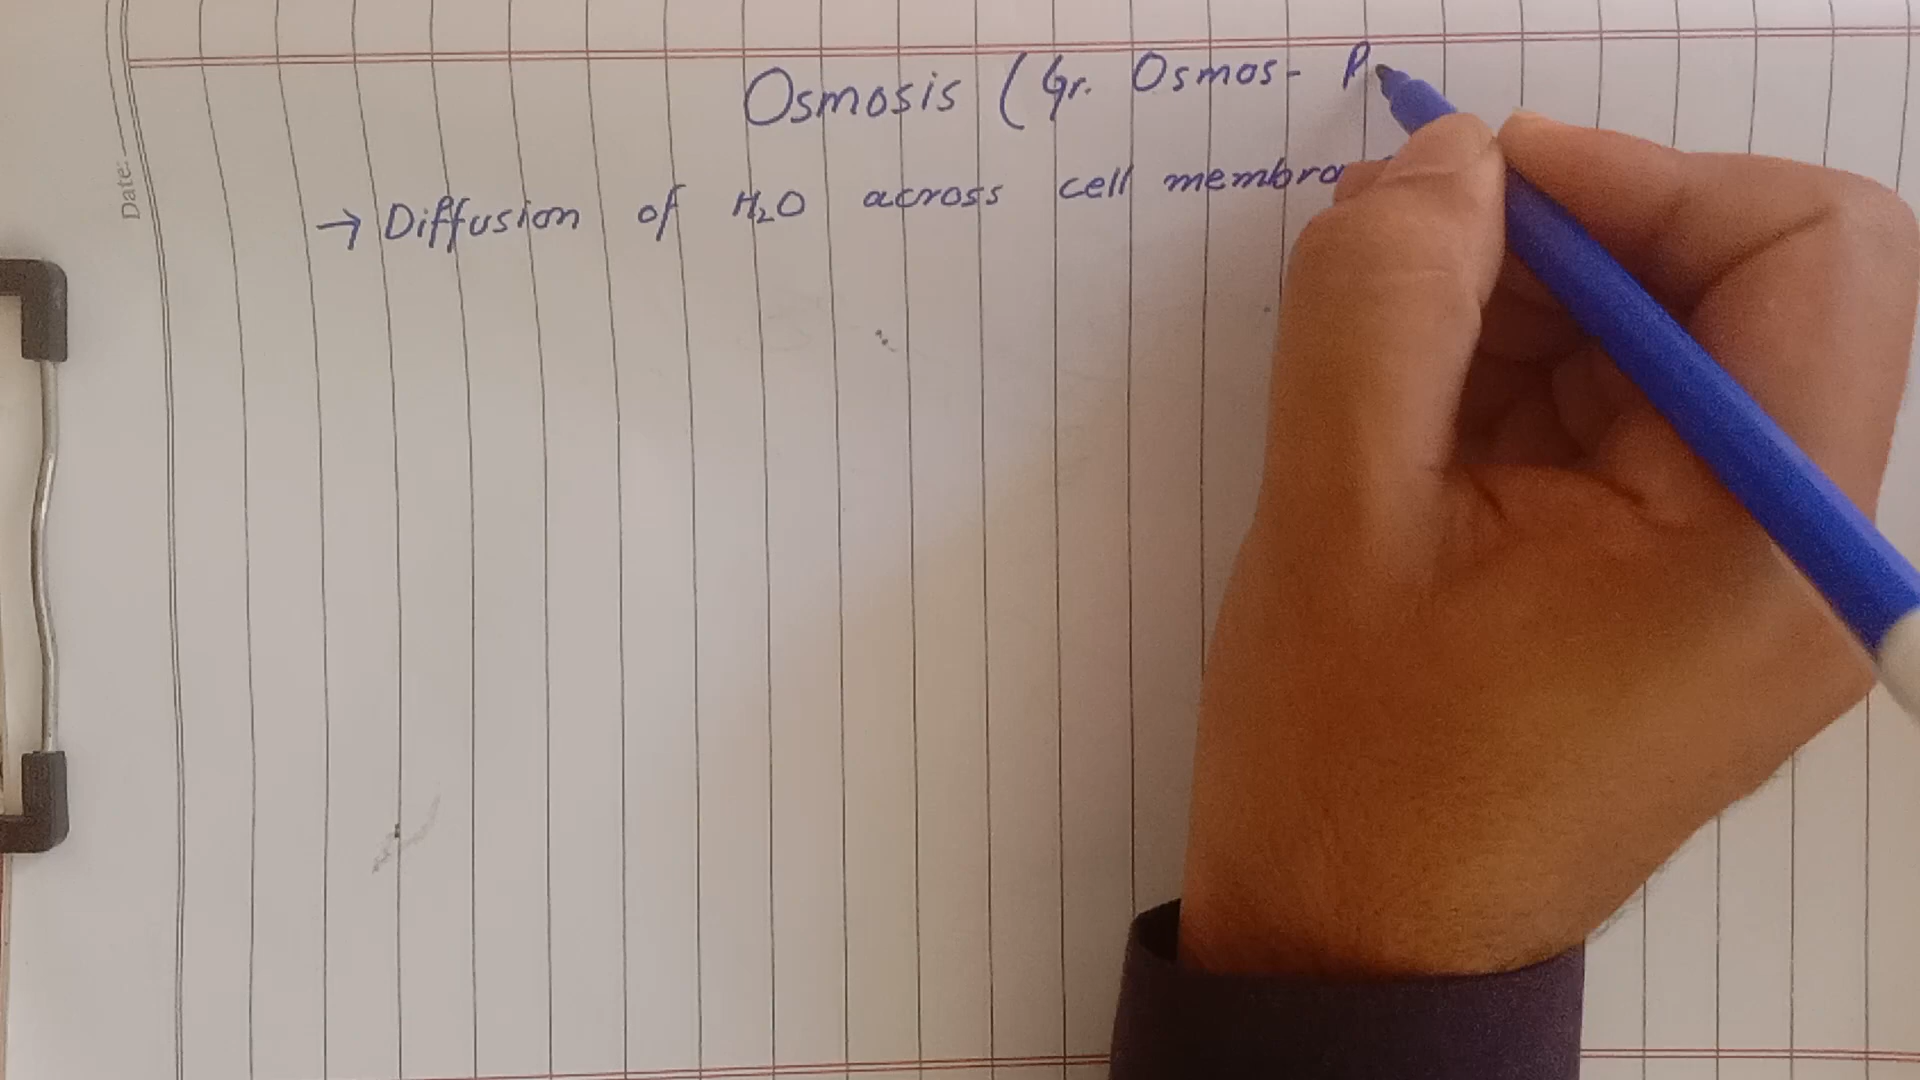 Osmosis (Gr. Osmos- P
→ Diffusion of H₂O across cell membra
Date: